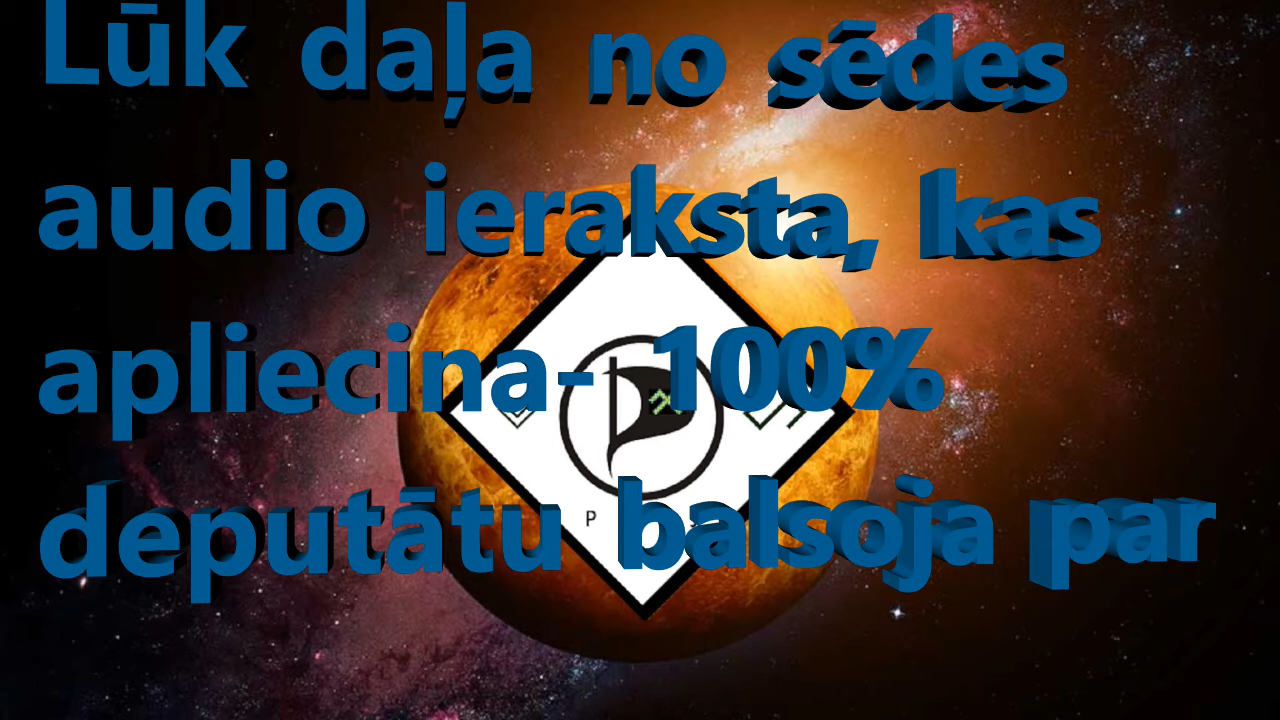 Lūk daļa no sēdes
audio ieraksta, kas
apliecina- 100%
deputātu balsoja par
P